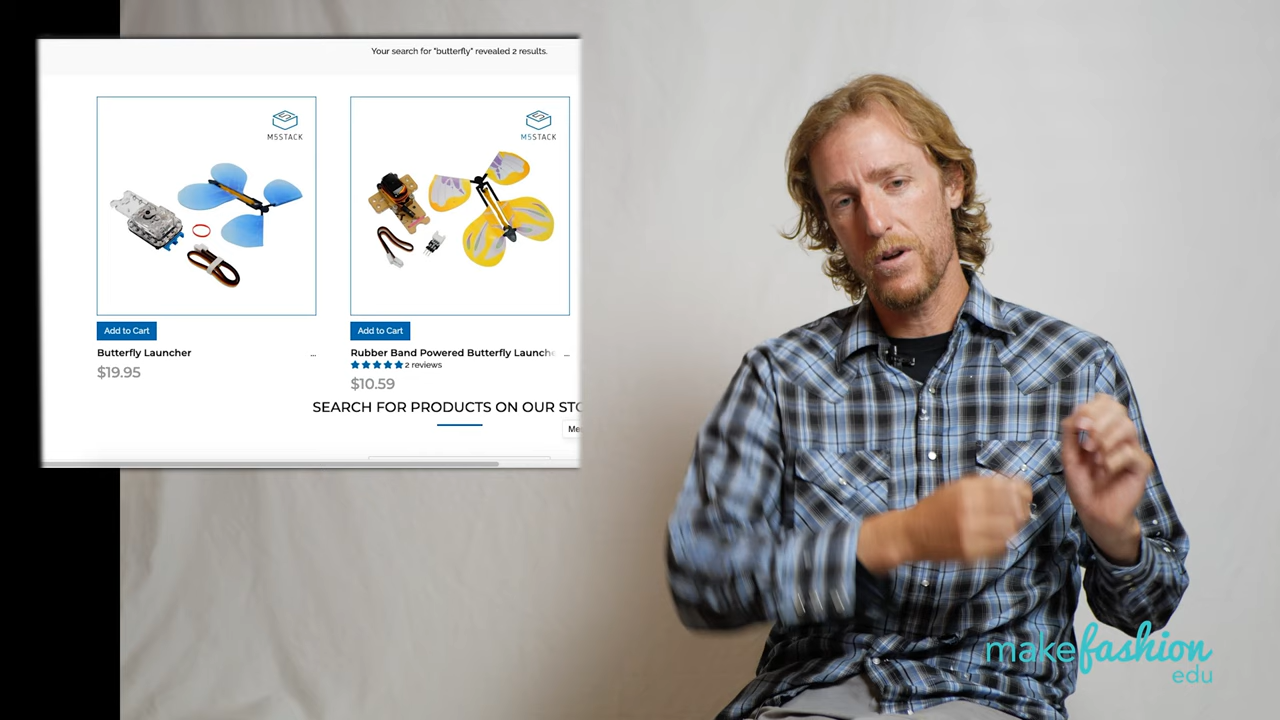 Your search for "butterfly" revealed 2 results.
M5STACK
M5STACK
Add to Cart
Add to Cart
Butterfly Launcher
...
Rubber Band Powered Butterfly Launche
...
2 reviews
$19.95
$10.59
SEARCH FOR PRODUCTS ON OUR STO
Me
makefashion
edu